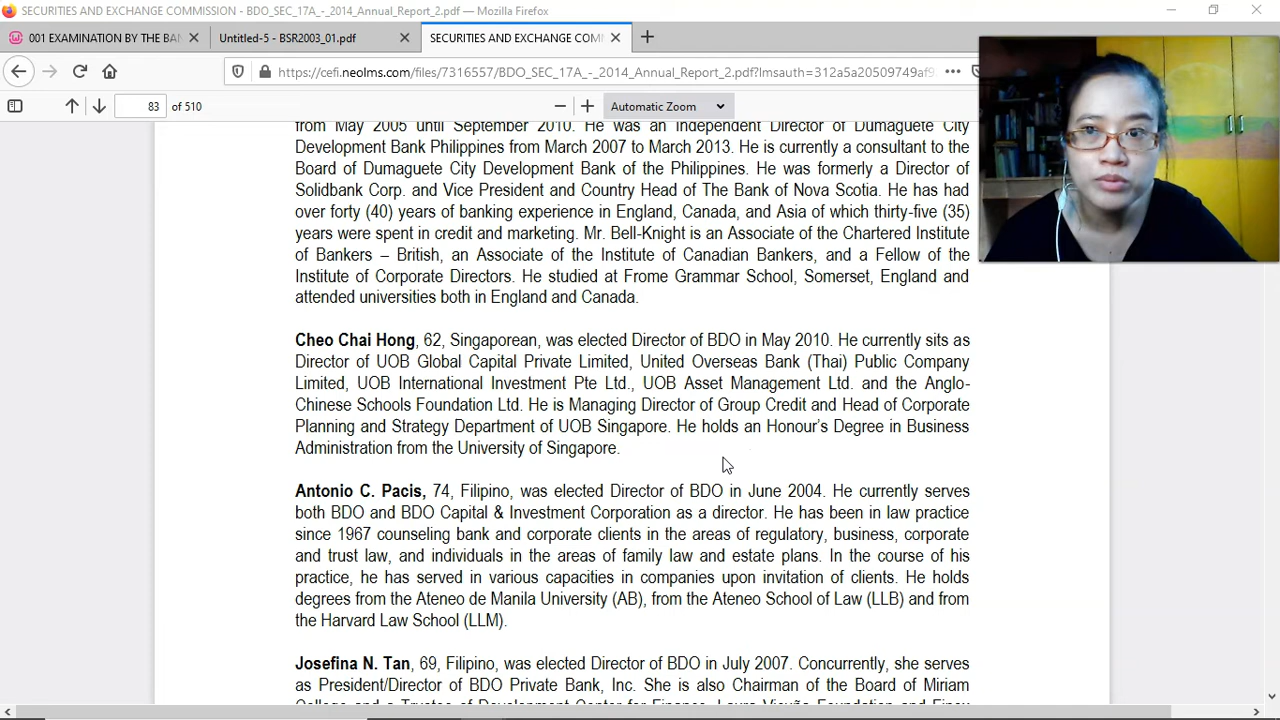 SECURITIES AND EXCHANGE COMMISSION - BDO_SEC_17A_-_2014_Annual_Report_2.pdf — Mozilla Firefox
001 EXAMINATION BY THE BAN
Untitled-5 - BSR2003_01.pdf
SECURITIES AND EXCHANGE COMM
https://cefi.neolms.com/files/7316557/BDO_SEC_17A_-_2014_Annual_Report_2.pdf?lmsauth=312a5a20509749af9
83 of 510
Automatic Zoom
from May 2005 until September 2010. He was an Independent Director of Dumaguete City
Development Bank Philippines from March 2007 to March 2013. He is currently a consultant to the
Board of Dumaguete City Development Bank of the Philippines. He was formerly a Director of
Solidbank Corp. and Vice President and Country Head of The Bank of Nova Scotia. He has had
over forty (40) years of banking experience in England, Canada, and Asia of which thirty-five (35)
years were spent in credit and marketing. Mr. Bell-Knight is an Associate of the Chartered Institute
of Bankers – British, an Associate of the Institute of Canadian Bankers, and a Fellow of the
Institute of Corporate Directors. He studied at Frome Grammar School, Somerset, England and
attended universities both in England and Canada.
Cheo Chai Hong, 62, Singaporean, was elected Director of BDO in May 2010. He currently sits as
Director of UOB Global Capital Private Limited, United Overseas Bank (Thai) Public Company
Limited, UOB International Investment Pte Ltd., UOB Asset Management Ltd. and the Anglo-
Chinese Schools Foundation Ltd. He is Managing Director of Group Credit and Head of Corporate
Planning and Strategy Department of UOB Singapore. He holds an Honour's Degree in Business
Administration from the University of Singapore.
Antonio C. Pacis, 74, Filipino, was elected Director of BDO in June 2004. He currently serves
both BDO and BDO Capital & Investment Corporation as a director. He has been in law practice
since 1967 counseling bank and corporate clients in the areas of regulatory, business, corporate
and trust law, and individuals in the areas of family law and estate plans. In the course of his
practice, he has served in various capacities in companies upon invitation of clients. He holds
degrees from the Ateneo de Manila University (AB), from the Ateneo School of Law (LLB) and from
the Harvard Law School (LLM).
Josefina N. Tan, 69, Filipino, was elected Director of BDO in July 2007. Concurrently, she serves
as President/Director of BDO Private Bank, Inc. She is also Chairman of the Board of Miriam